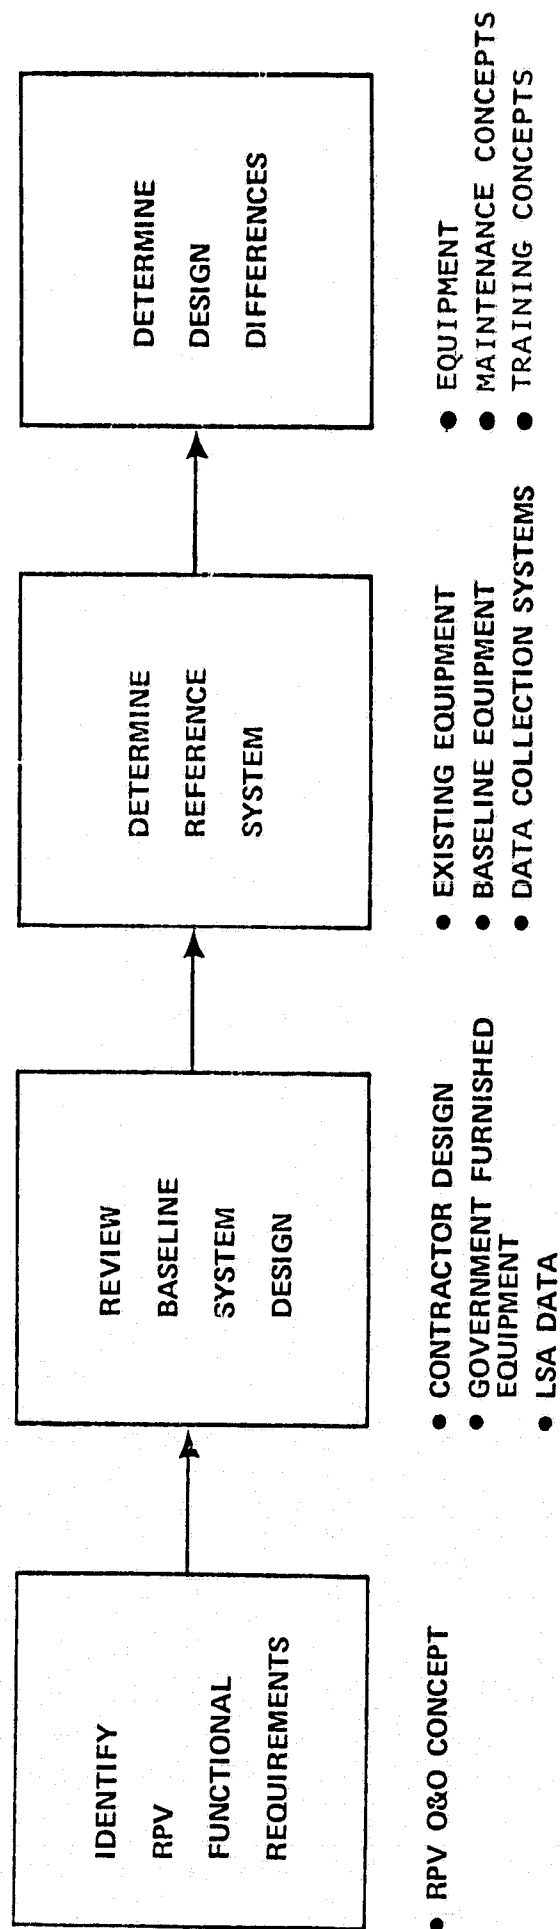 IDENTIFY
RPV
FUNCTIONAL
REQUIREMENTS
● RPV O&O CONCEPT
REVIEW
BASELINE
SYSTEM
DESIGN
● CONTRACTOR DESIGN
● GOVERNMENT FURNISHED
EQUIPMENT
● LSA DATA
DETERMINE
REFERENCE
SYSTEM
● EXISTING EQUIPMENT
● BASELINE EQUIPMENT
● DATA COLLECTION SYSTEMS
DETERMINE
DESIGN
DIFFERENCES
● EQUIPMENT
● MAINTENANCE CONCEPTS
● TRAINING CONCEPTS